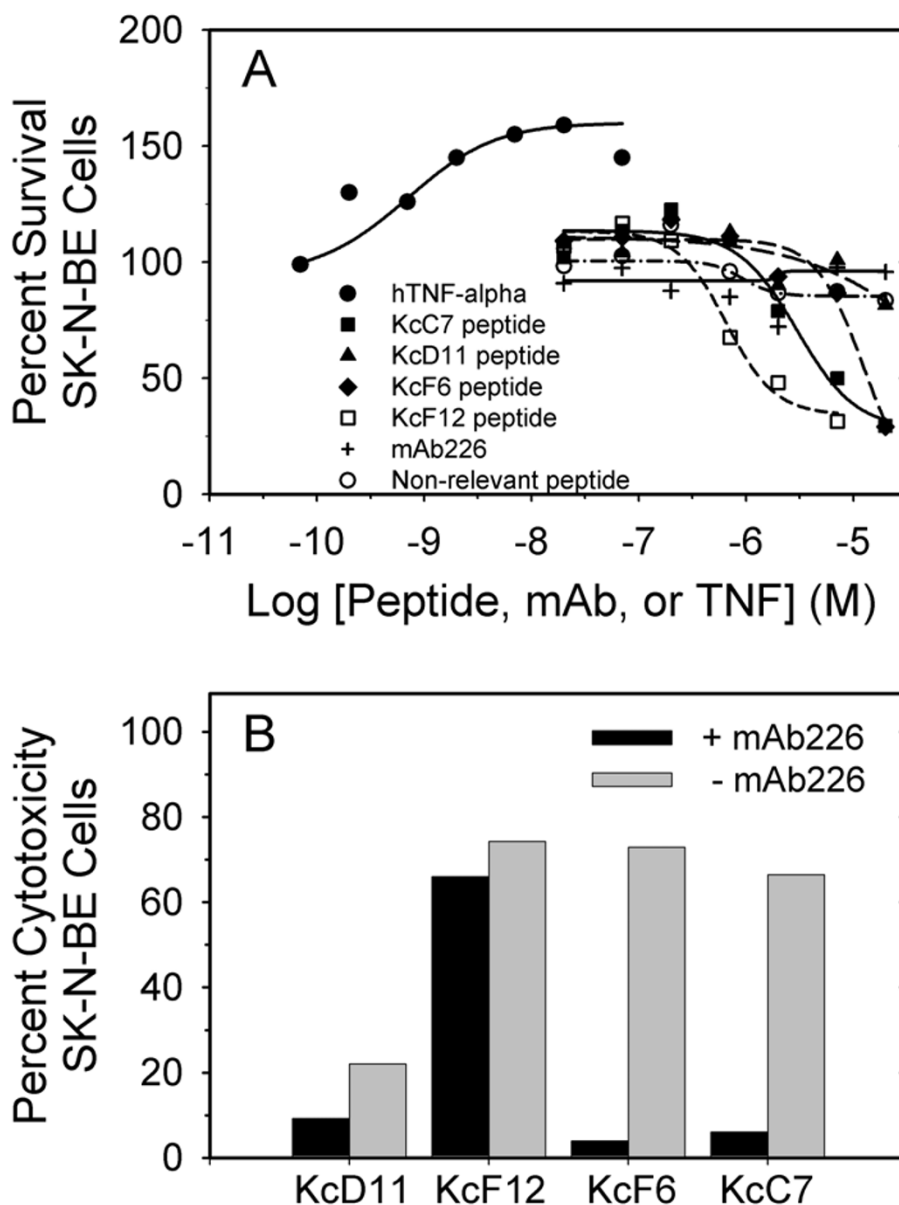 A
Percent Survival
SK-N-BE Cells
200
150
100
50
0
hTNF-alpha
KcC7 peptide
KcD11 peptide
KcF6 peptide
KcF12 peptide
mAb226
Non-relevant peptide
-11 -10 -9 -8 -7 -6 -5
Log [Peptide, mAb, or TNF] (M)
B
Percent Cytotoxicity
SK-N-BE Cells
100
80
60
40
20
0
+ mAb226
- mAb226
KcD11 KcF12 KcF6 KcC7